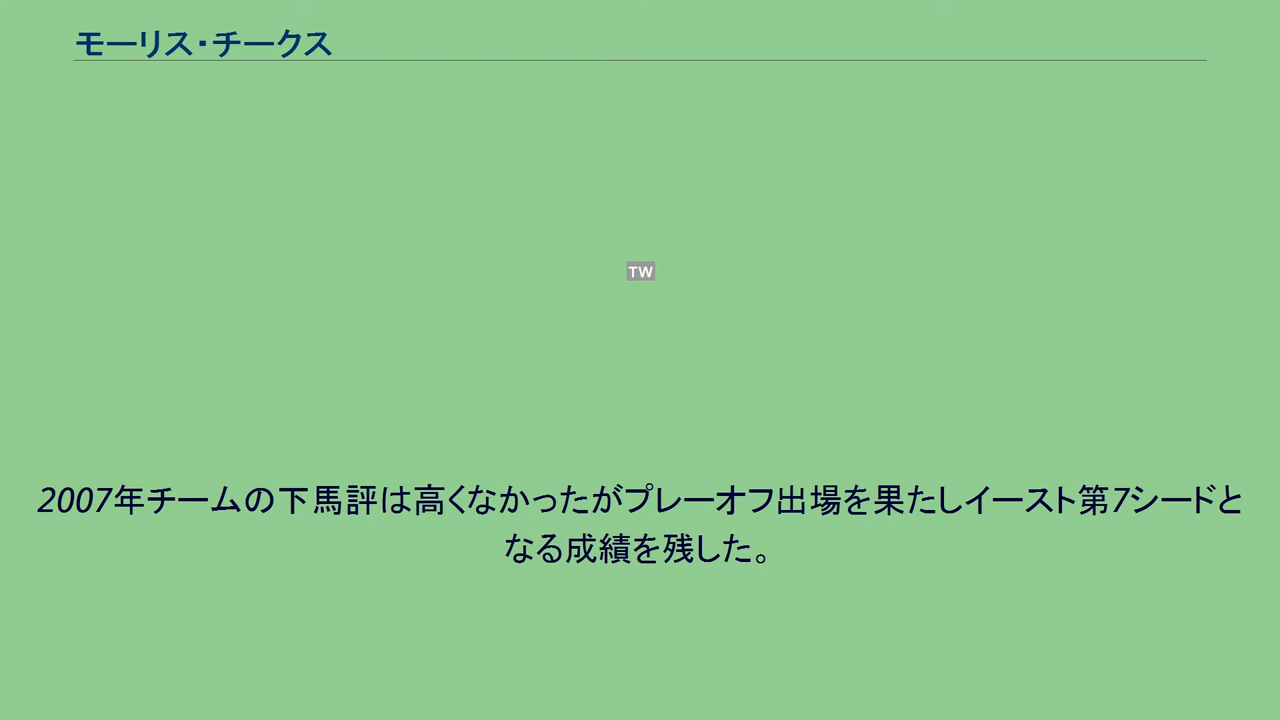 モーリス・チークス
TW
2007年チームの下馬評は高くなかったがプレーオフ出場を果たしイースト第7シードと
なる成績を残した。